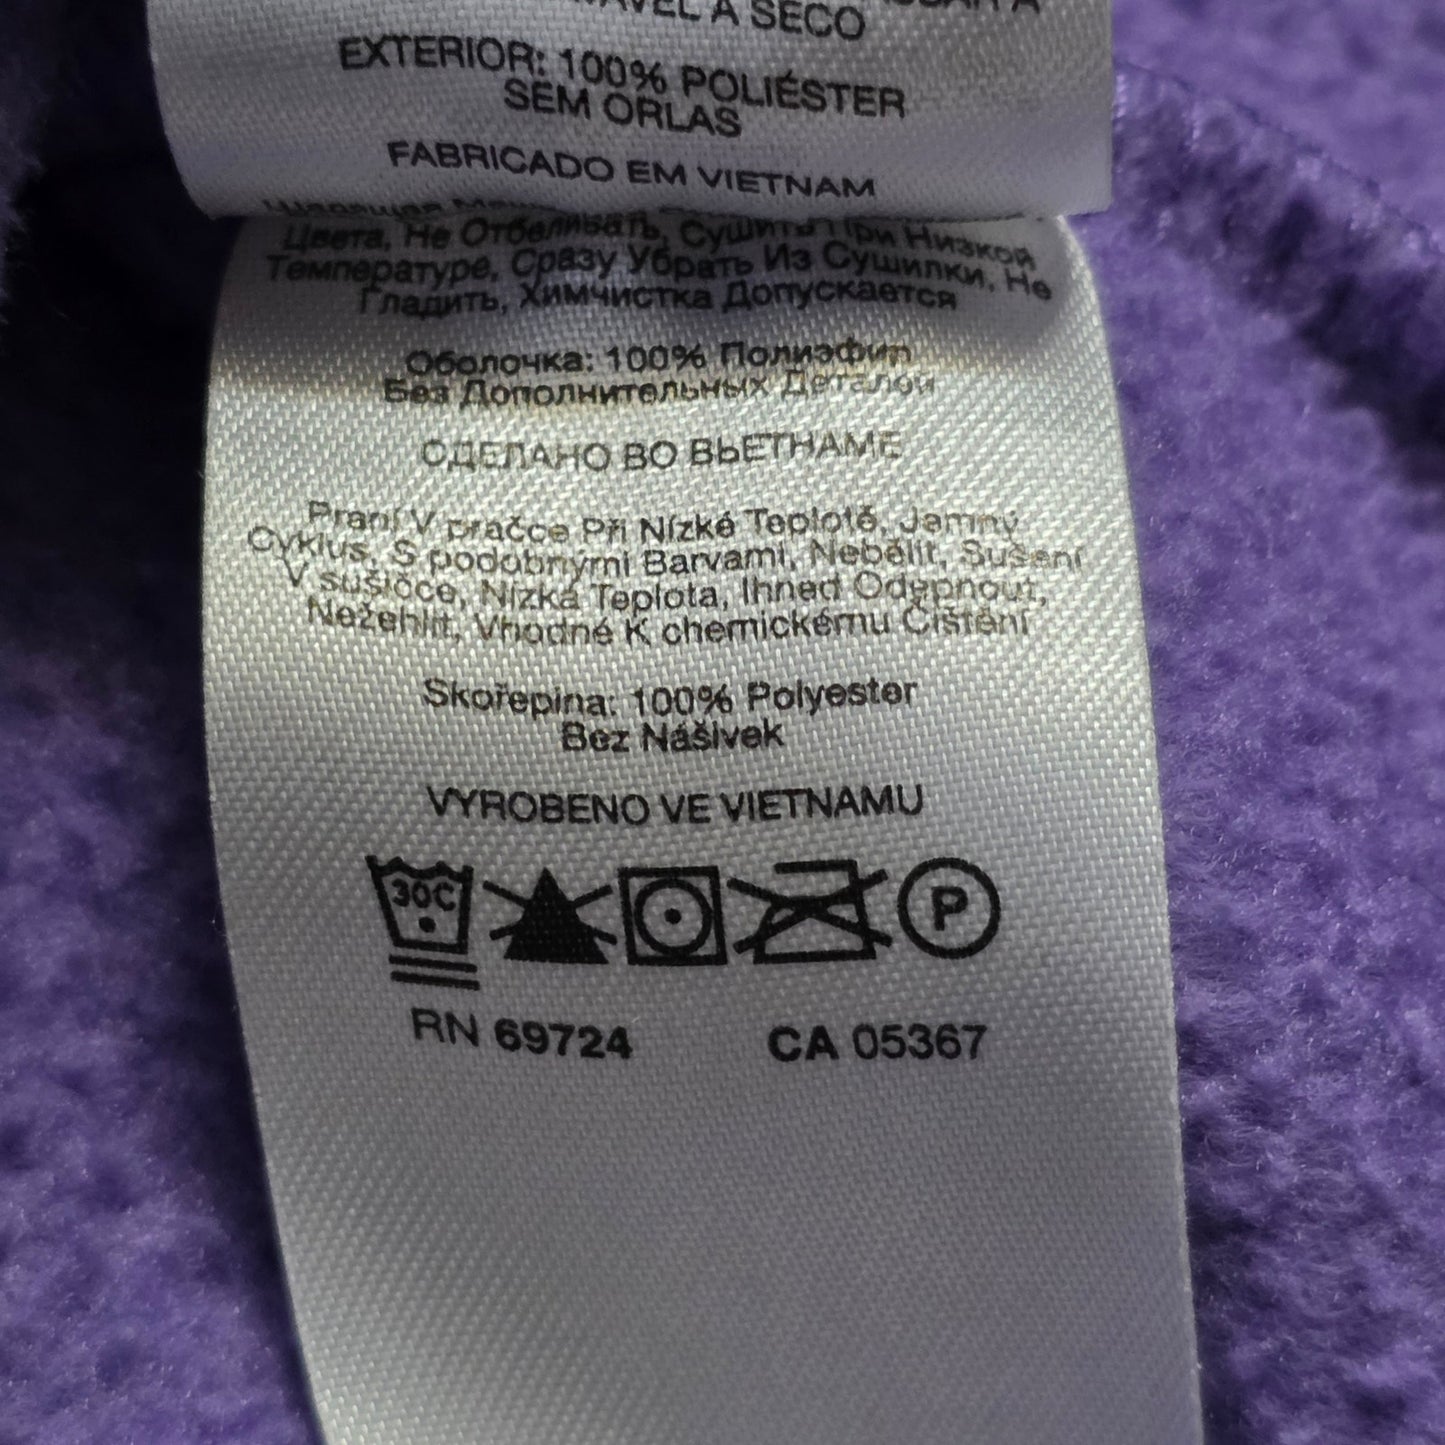 A SECO
EXTERIOR: 100% POLIÉSTER
SEM ORLAS
FABRICADO EM VIETNAM
Цвета, Не Отбеливать, Сушить При Низкой
Температуре, Сразу Убрать Из Сушилки, Не
Гладить, Химчистка Допускается
Оболочка: 100% Полиэфир
Без Дополнительных Деталей
СДЕЛАНО ВО ВЬЕТНАМЕ
Praní V pračce Při Nízké Teplotě, Jemný
Cyklus, S podobnými Barvami, Nebělit, Sušení
V sušičce, Nízká Teplota, Ihned Odepnout,
Nežehlit, Vhodné K chemickému Čištění
Skořepina: 100% Polyester
Bez Nášivek
VYROBENO VE VIETNAMU
30C P
RN 69724 CA 05367